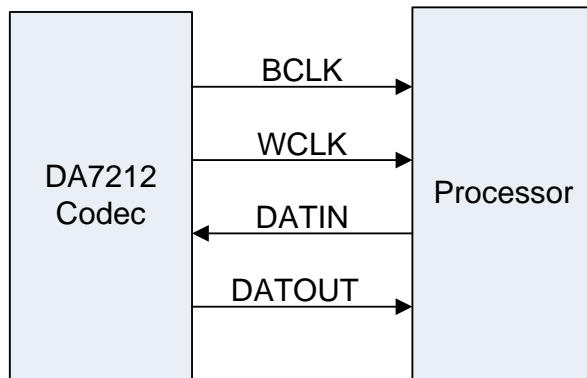 DA7212
Codec
BCLK
WCLK
DATIN
DATOUT
Processor